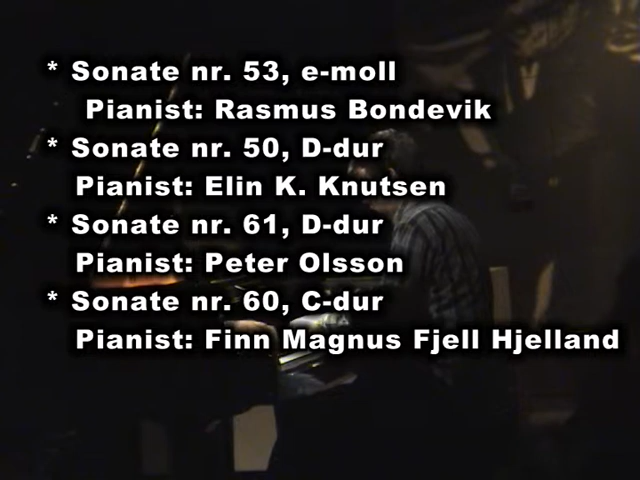 * Sonate nr. 53, e-moll
Pianist: Rasmus Bondevik
* Sonate nr. 50, D-dur
Pianist: Elin K. Knutsen
* Sonate nr. 61, D-dur
Pianist: Peter Olsson
* Sonate nr. 60, C-dur
Pianist: Finn Magnus Fjell Hjelland